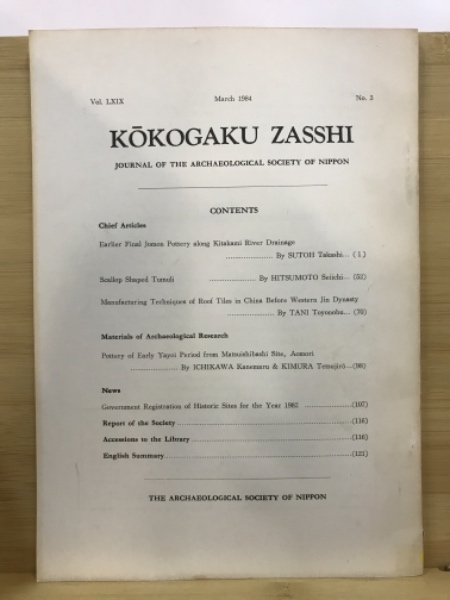 Vol. LXIX March 1984 No. 3
KŌKOGAKU ZASSHI
JOURNAL OF THE ARCHAEOLOGICAL SOCIETY OF NIPPON
CONTENTS
Chief Articles
Earlier Final Jomon Pottery along Kitakami River Drainage
.................... By SUTOH Takashi... ( 1 )
Scallop Shaped Tumuli .................... By HITSUMOTO Seiichi... (52)
Manufacturing Techniques of Roof Tiles in China Before Western Jin Dynasty
.................... By TANI Toyonobu... (70)
Materials of Archaeological Research
Pottery of Early Yayoi Period from Matsuishibashi Site, Aomori
.................... By ICHIKAWA Kanemaru & KIMURA Tetsujirō...(98)
News
Government Registration of Historic Sites for the Year 1982 ....................(107)
Report of the Society....................(116)
Accessions to the Library....................(116)
English Summary....................(121)
THE ARCHAEOLOGICAL SOCIETY OF NIPPON